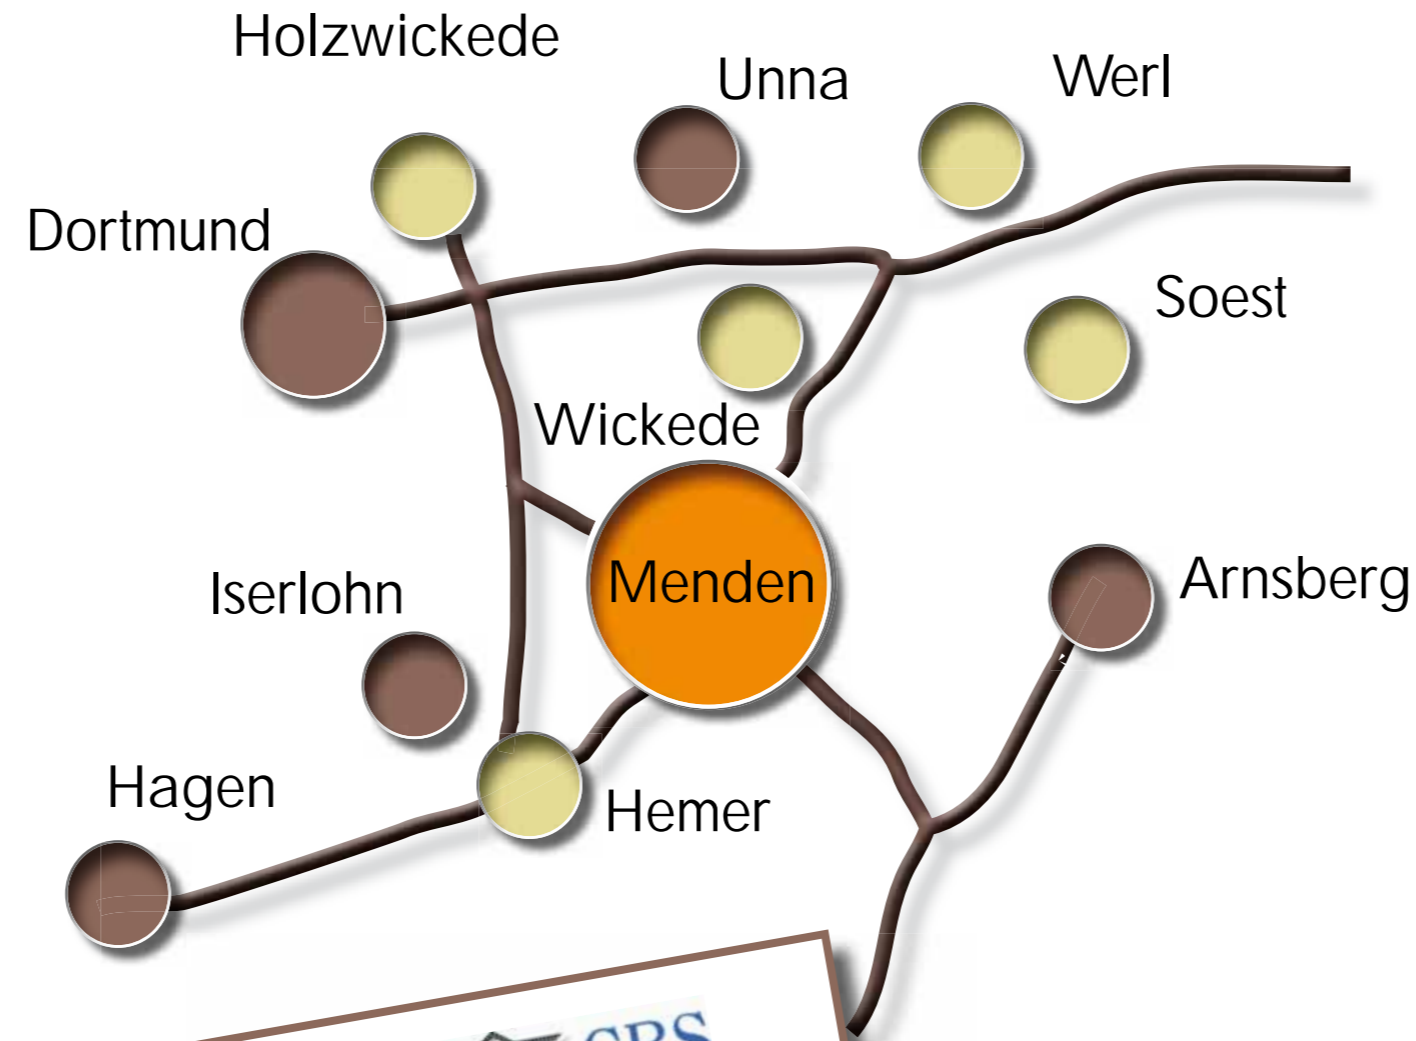 Holzwickede
Unna
Werl
Dortmund
Soest
Wickede
Menden
Arnsberg
Iserlohn
Hagen
Hemer